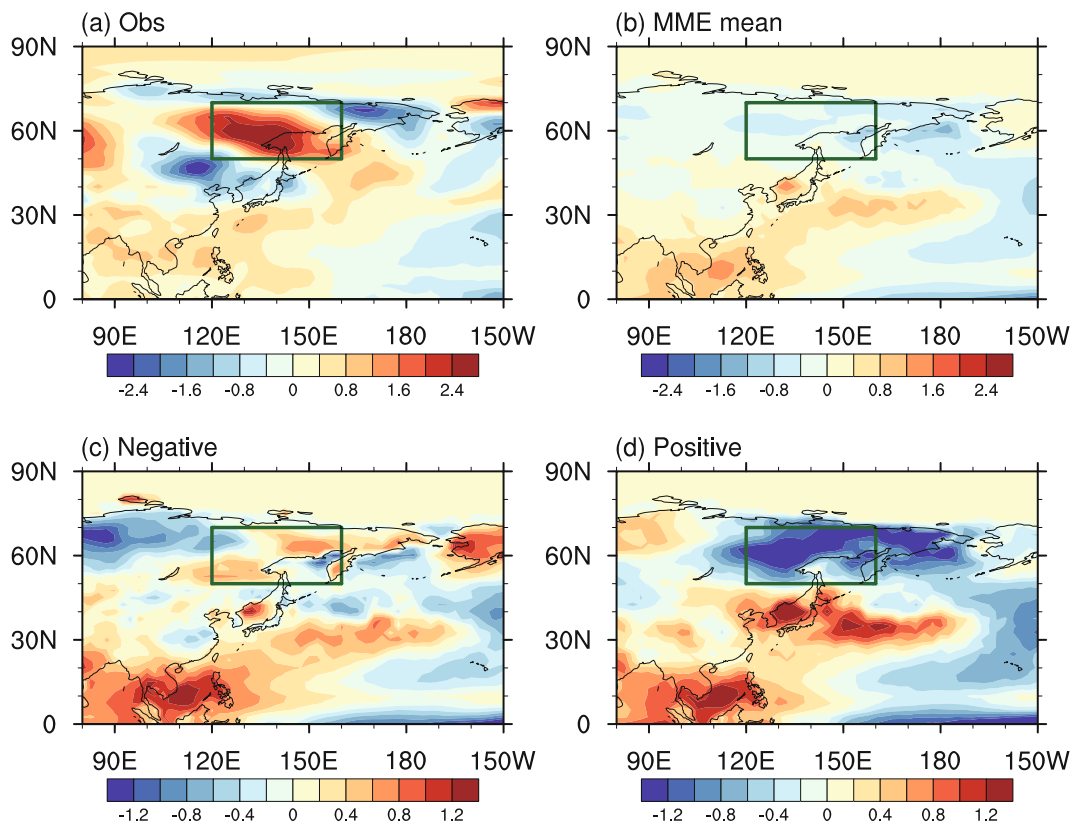 (a) Obs
(b) MME mean
90N
60N
30N
0
90E 120E 150E 180 150W
-2.4 -1.6 -0.8 0 0.8 1.6 2.4
90N
60N
30N
0
90E 120E 150E 180 150W
-2.4 -1.6 -0.8 0 0.8 1.6 2.4
(c) Negative
(d) Positive
90N
60N
30N
0
90E 120E 150E 180 150W
-1.2 -0.8 -0.4 0 0.4 0.8 1.2
90N
60N
30N
0
90E 120E 150E 180 150W
-1.2 -0.8 -0.4 0 0.4 0.8 1.2